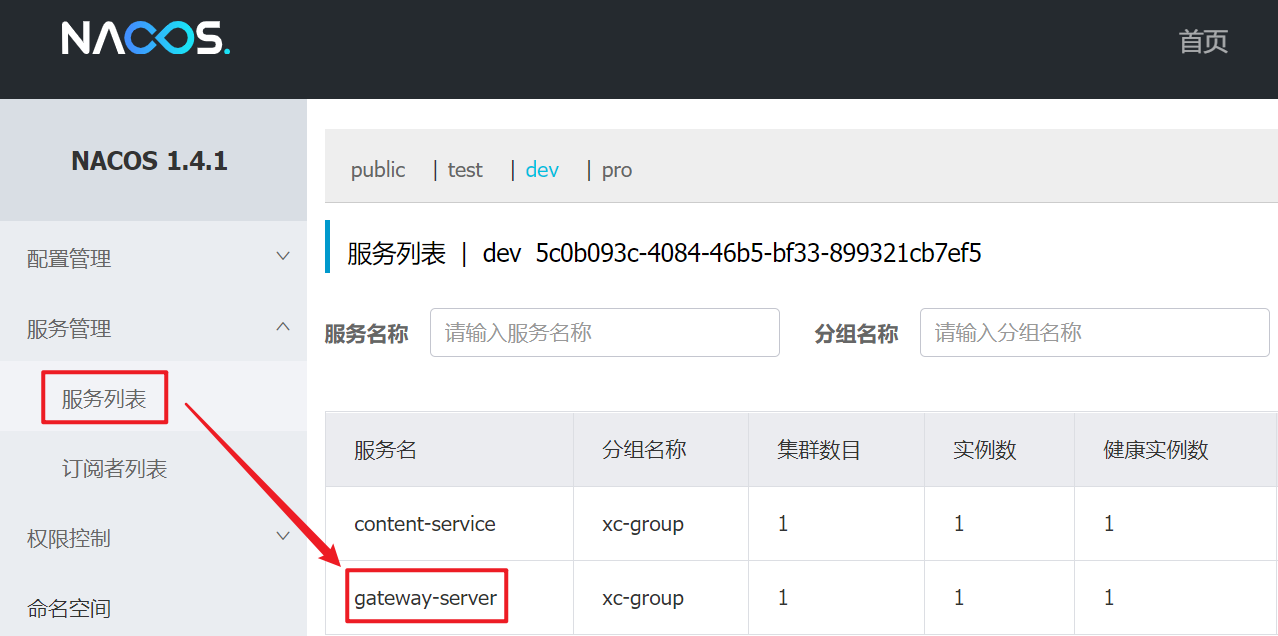 NACOS.
首页
NACOS 1.4.1
配置管理
服务管理
服务列表
订阅者列表
权限控制
命名空间
public | test | dev | pro
服务列表 | dev 5c0b093c-4084-46b5-bf33-899321cb7ef5
服务名称 请输入服务名称 分组名称 请输入分组名称
服务名 分组名称 集群数目 实例数 健康实例数
content-service xc-group 1 1 1
gateway-server xc-group 1 1 1